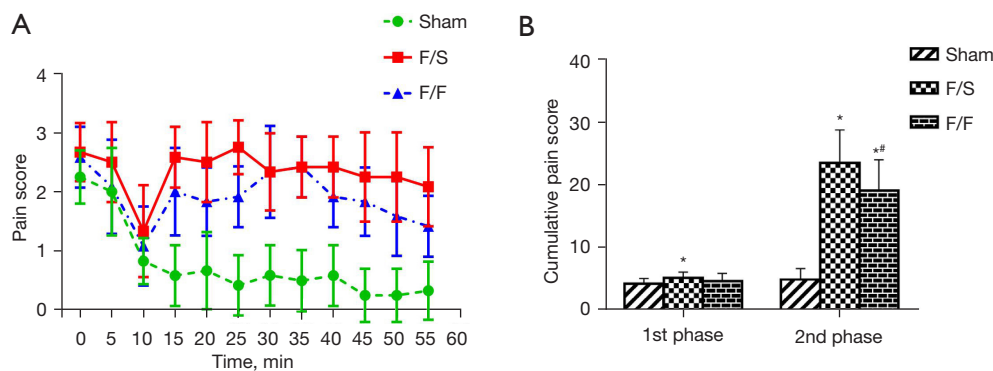 A
Sham
F/S
F/F
4
3
2
1
0
Pain score
0 5 10 15 20 25 30 35 40 45 50 55 60
Time, min
B
Sham
F/S
F/F
40
30
20
10
0
Cumulative pain score
*
*
*#
1st phase 2nd phase